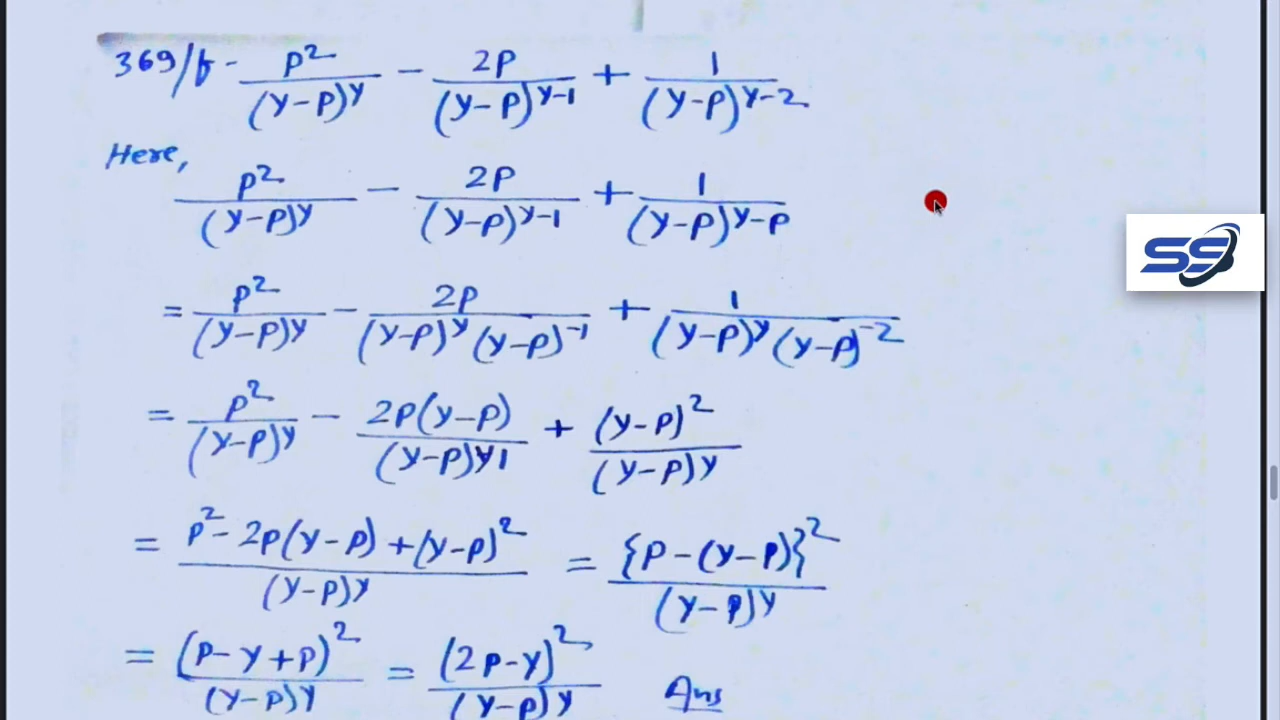 369/b - p²/(y-p)^y - 2p/(y-p)^(y-1) + 1/(y-p)^(y-2)
Here,
p²/(y-p)^y - 2p/(y-p)^(y-1) + 1/(y-p)^(y-p)
= p²/(y-p)^y - 2p/((y-p)^y (y-p)^-1) + 1/((y-p)^y (y-p)^-2)
= p²/(y-p)^y - 2p(y-p)/(y-p)^y1 + (y-p)²/(y-p)^y
= (p² - 2p(y-p) + (y-p)²)/(y-p)^y = {p-(y-p)}²/(y-p)^y
= (p-y+p)²/(y-p)^y = (2p-y)²/(y-p)^y Ans
SS